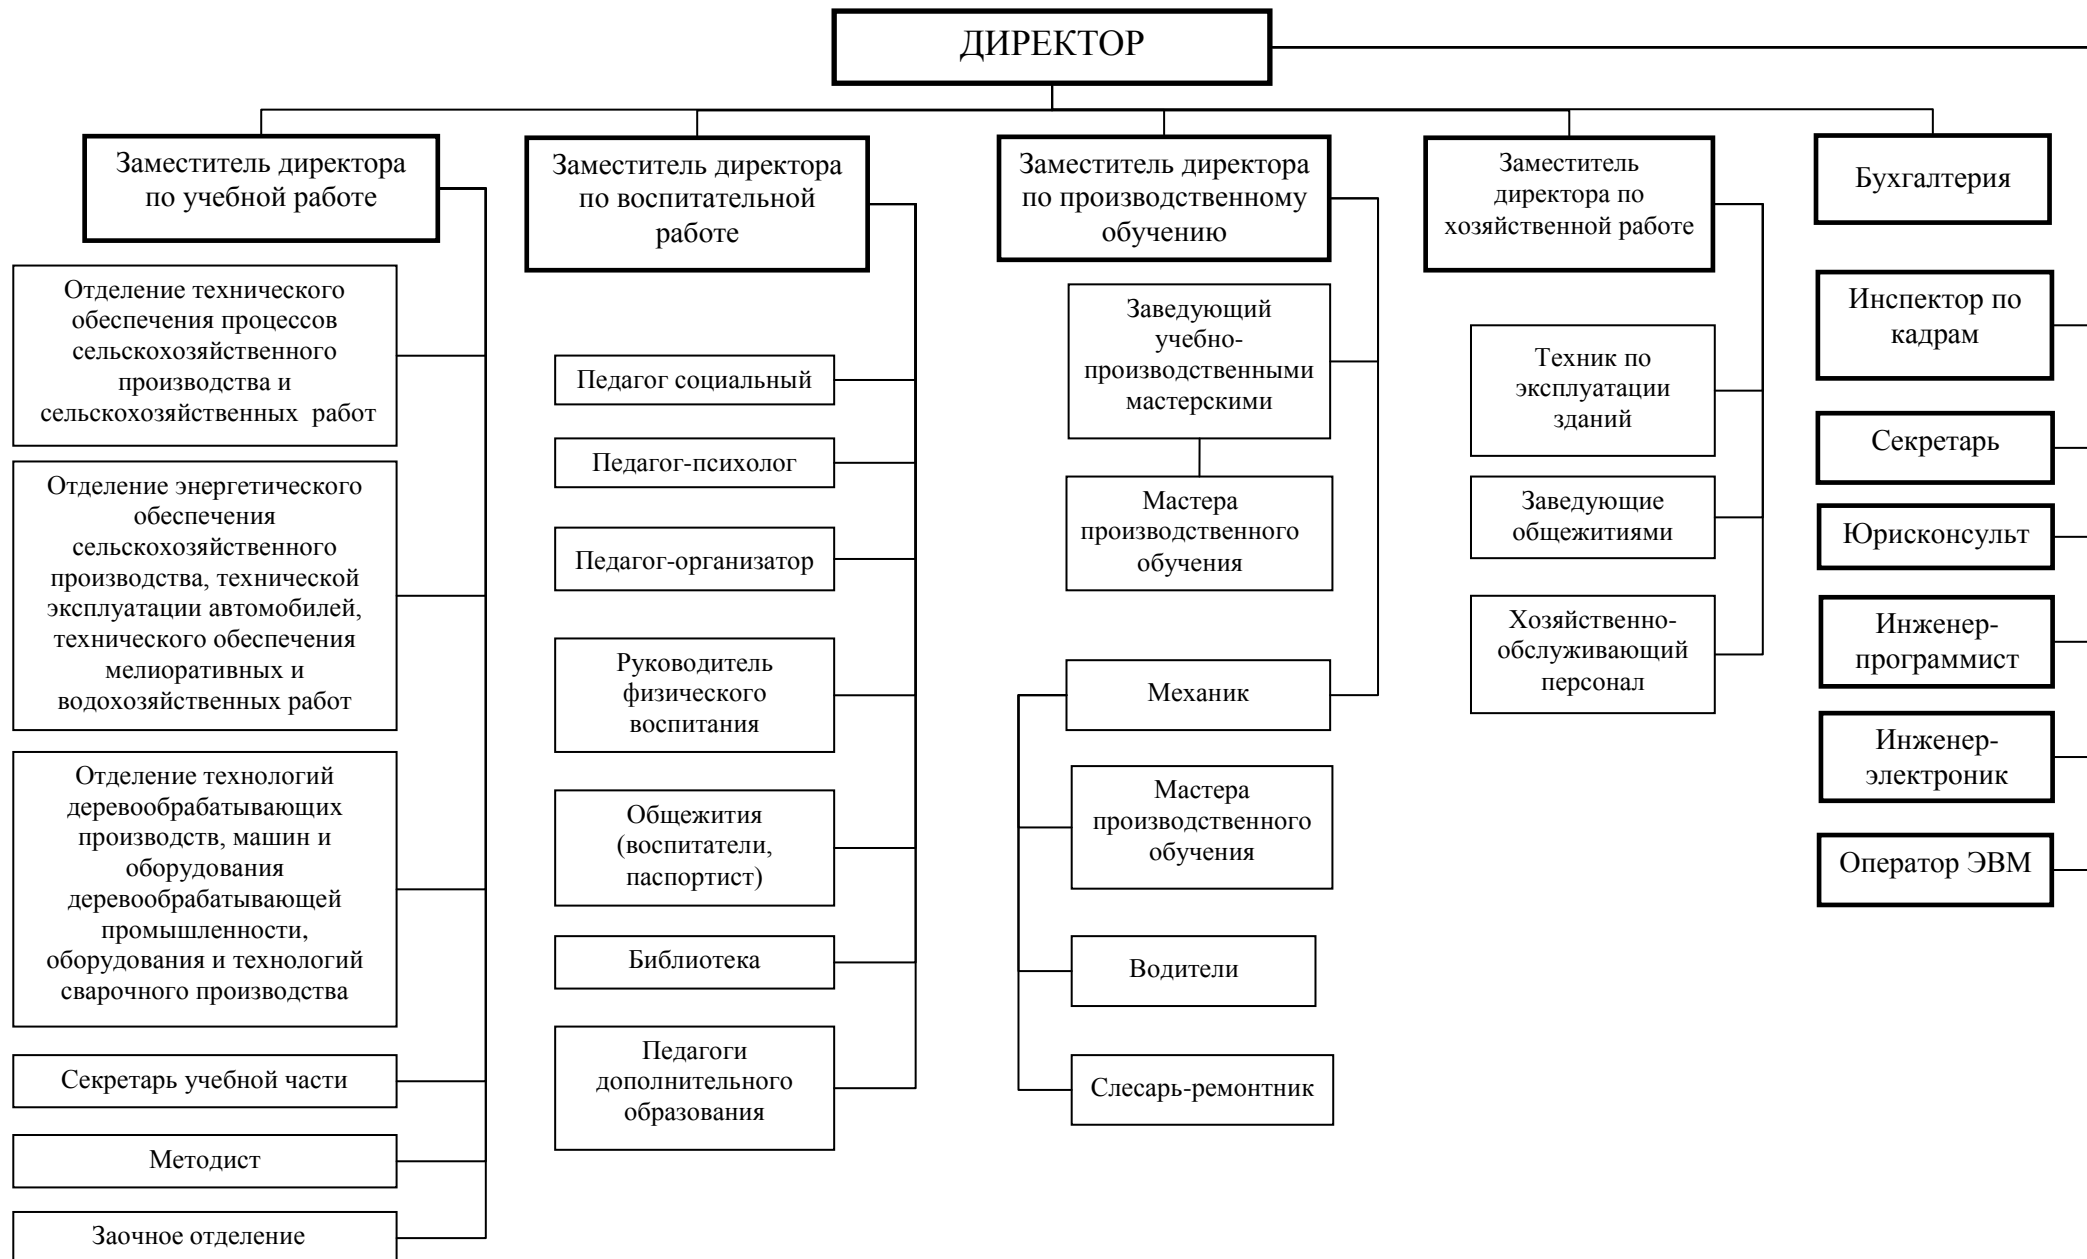 ДИРЕКТОР
Заместитель директора
по учебной работе
Отделение технического
обеспечения процессов
сельскохозяйственного
производства и
сельскохозяйственных работ
Отделение энергетического
обеспечения
сельскохозяйственного
производства, технической
эксплуатации автомобилей,
технического обеспечения
мелиоративных и
водохозяйственных работ
Отделение технологий
деревообрабатывающих
производств, машин и
оборудования
деревообрабатывающей
промышленности,
оборудования и технологий
сварочного производства
Секретарь учебной части
Методист
Заочное отделение
Заместитель директора
по воспитательной
работе
Педагог социальный
Педагог-психолог
Педагог-организатор
Руководитель
физического
воспитания
Общежития
(воспитатели,
паспортист)
Библиотека
Педагоги
дополнительного
образования
Заместитель директора
по производственному
обучению
Заведующий
учебно-
производственными
мастерскими
Мастера
производственного
обучения
Механик
Мастера
производственного
обучения
Водители
Слесарь-ремонтник
Заместитель
директора по
хозяйственной работе
Техник по
эксплуатации
зданий
Заведующие
общежитиями
Хозяйственно-
обслуживающий
персонал
Бухгалтерия
Инспектор по
кадрам
Секретарь
Юрисконсульт
Инженер-
программист
Инженер-
электроник
Оператор ЭВМ